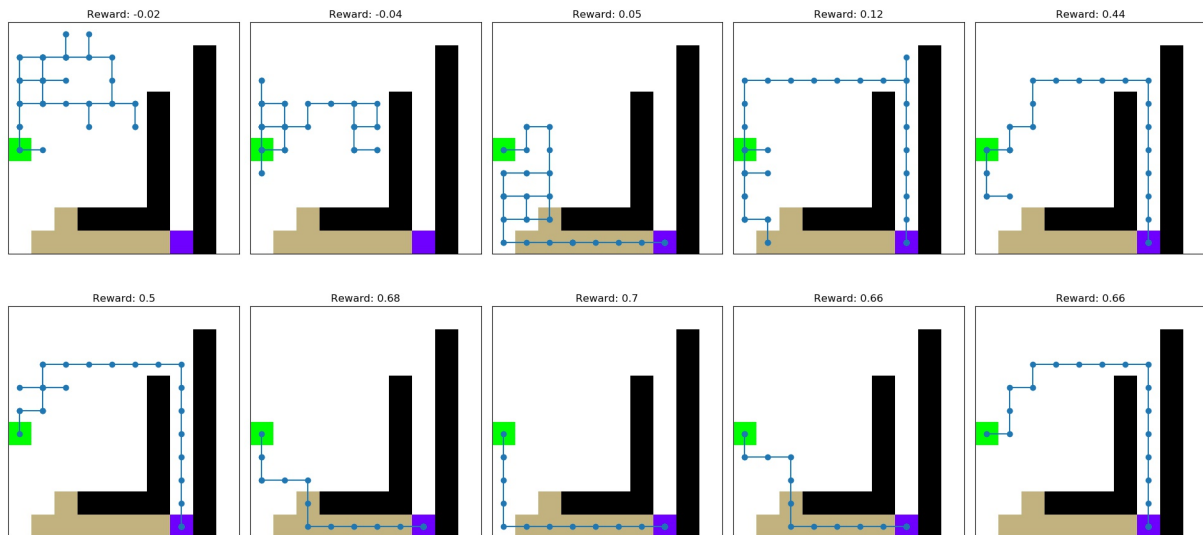 Reward: -0.02
Reward: -0.04
Reward: 0.05
Reward: 0.12
Reward: 0.44
Reward: 0.5
Reward: 0.68
Reward: 0.7
Reward: 0.66
Reward: 0.66